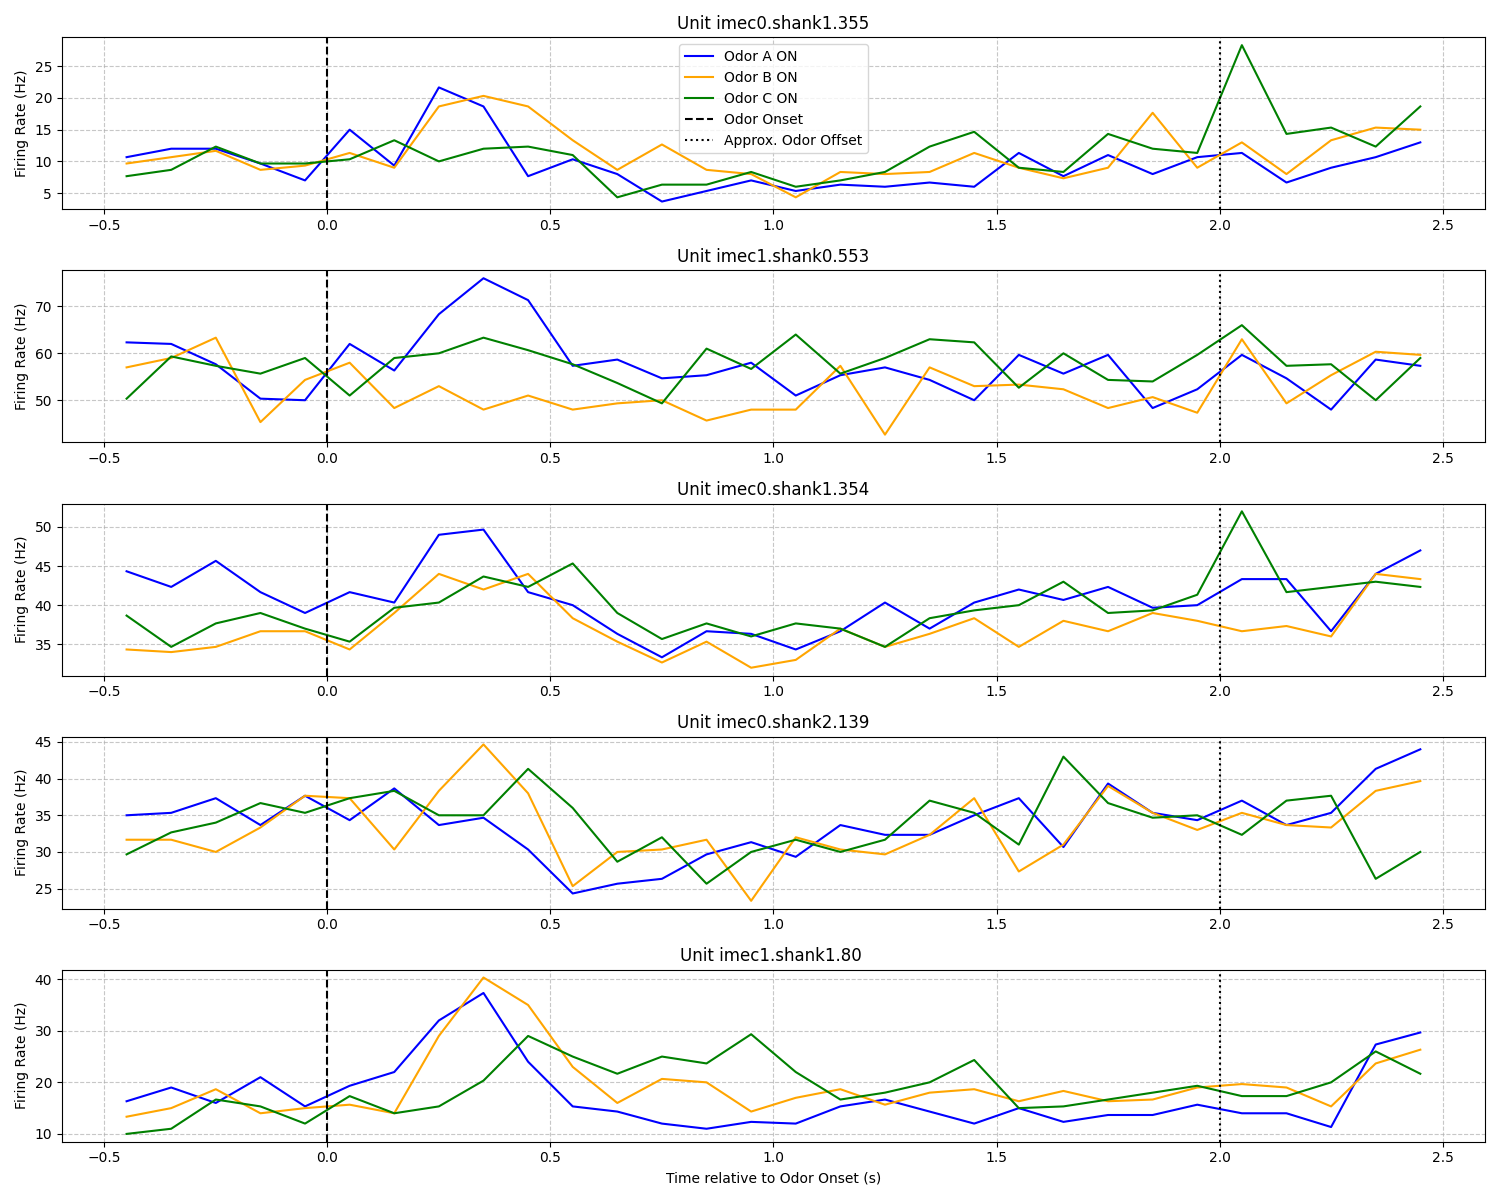 Unit imec0.shank1.355
Firing Rate (Hz)
25
20
15
10
5
Odor A ON
Odor B ON
Odor C ON
Odor Onset
Approx. Odor Offset
−0.5 0.0 0.5 1.0 1.5 2.0 2.5
Unit imec1.shank0.553
Firing Rate (Hz)
70
60
50
−0.5 0.0 0.5 1.0 1.5 2.0 2.5
Unit imec0.shank1.354
Firing Rate (Hz)
50
45
40
35
−0.5 0.0 0.5 1.0 1.5 2.0 2.5
Unit imec0.shank2.139
Firing Rate (Hz)
45
40
35
30
25
−0.5 0.0 0.5 1.0 1.5 2.0 2.5
Unit imec1.shank1.80
Firing Rate (Hz)
40
30
20
10
−0.5 0.0 0.5 1.0 1.5 2.0 2.5
Time relative to Odor Onset (s)